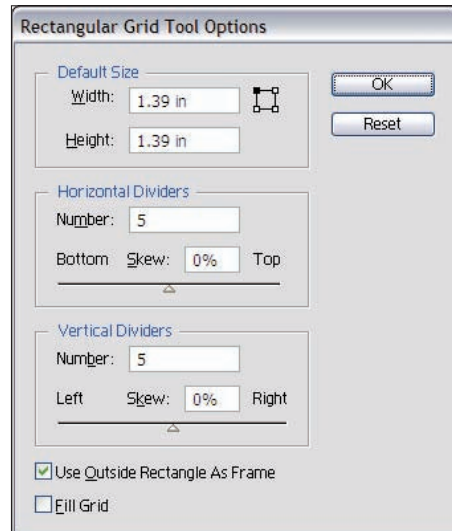 Rectangular Grid Tool Options
Default Size
Width: 1.39 in
Height: 1.39 in
OK
Reset
Horizontal Dividers
Number: 5
Bottom Skew: 0% Top
Vertical Dividers
Number: 5
Left Skew: 0% Right
Use Outside Rectangle As Frame
Fill Grid